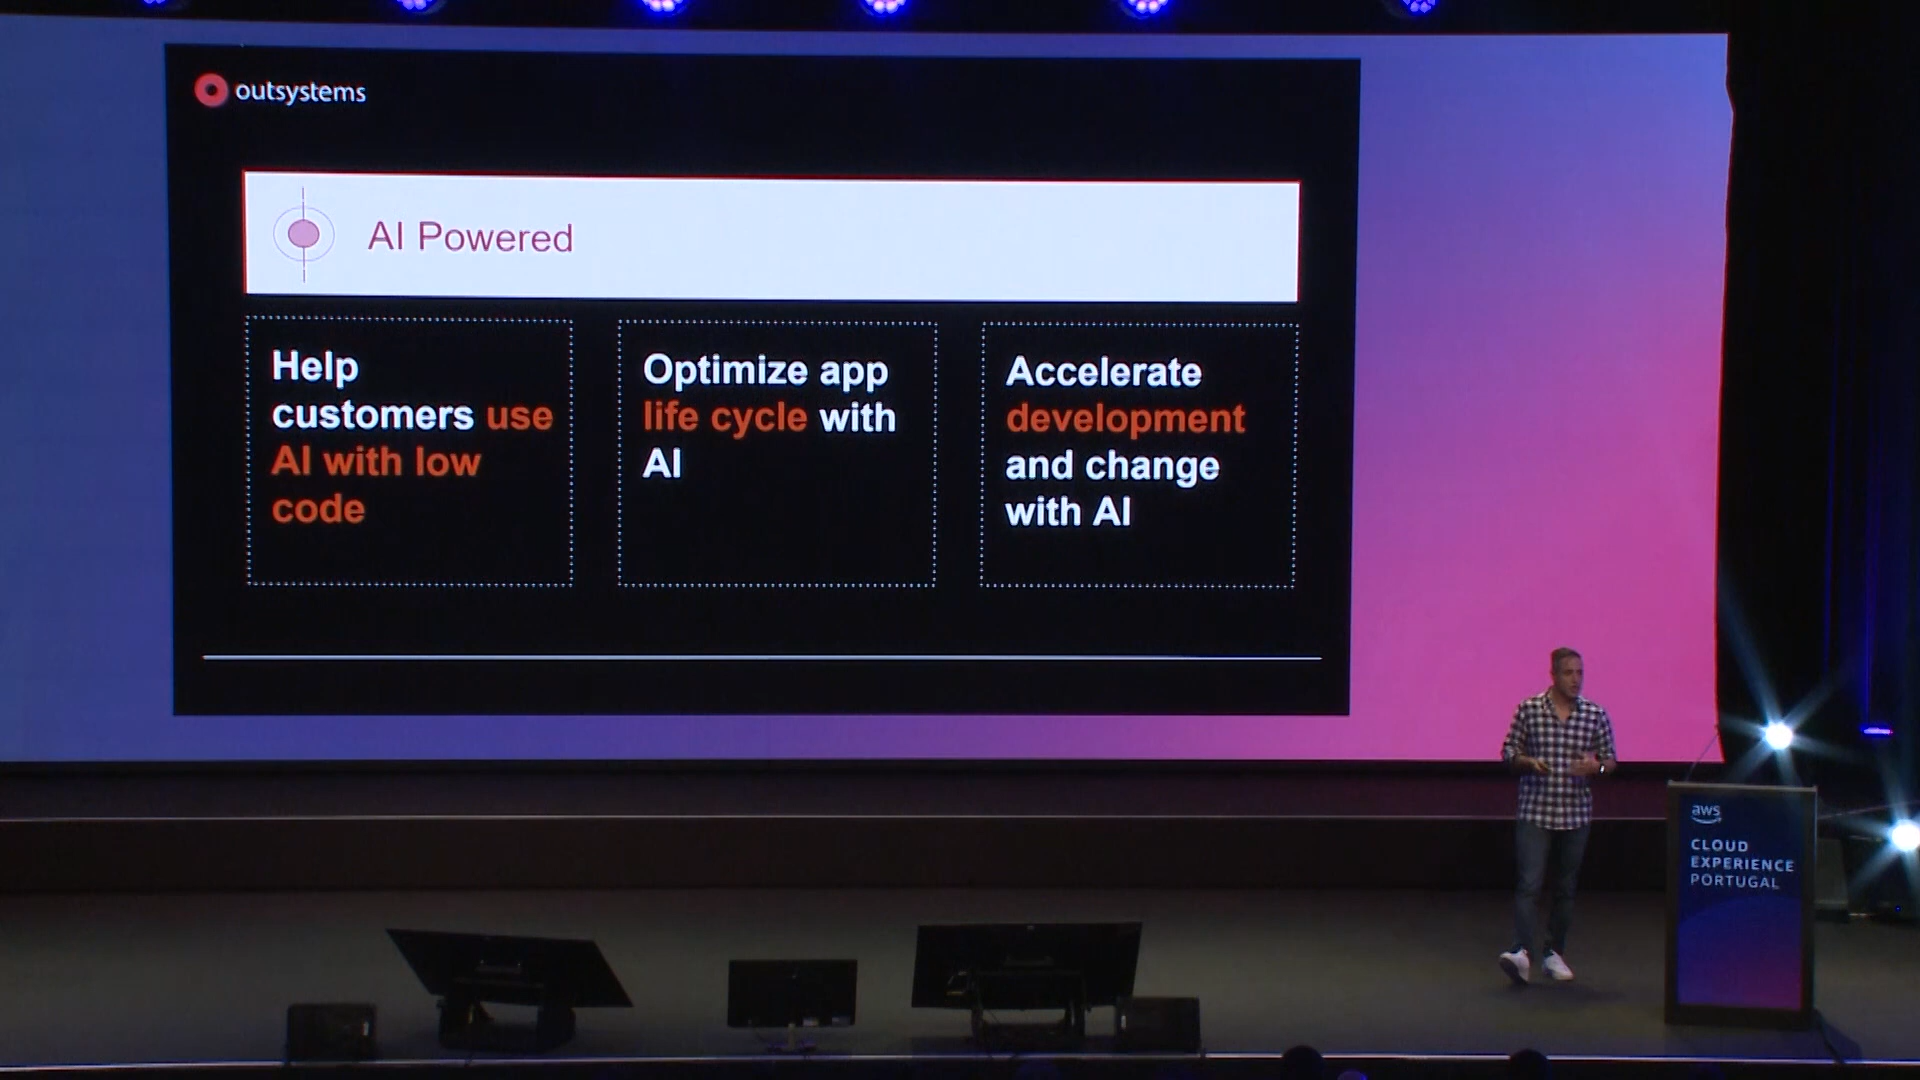 outsystems
AI Powered
Help
customers use
AI with low
code
Optimize app
life cycle with
AI
Accelerate
development
and change
with AI
aws
CLOUD
EXPERIENCE
PORTUGAL